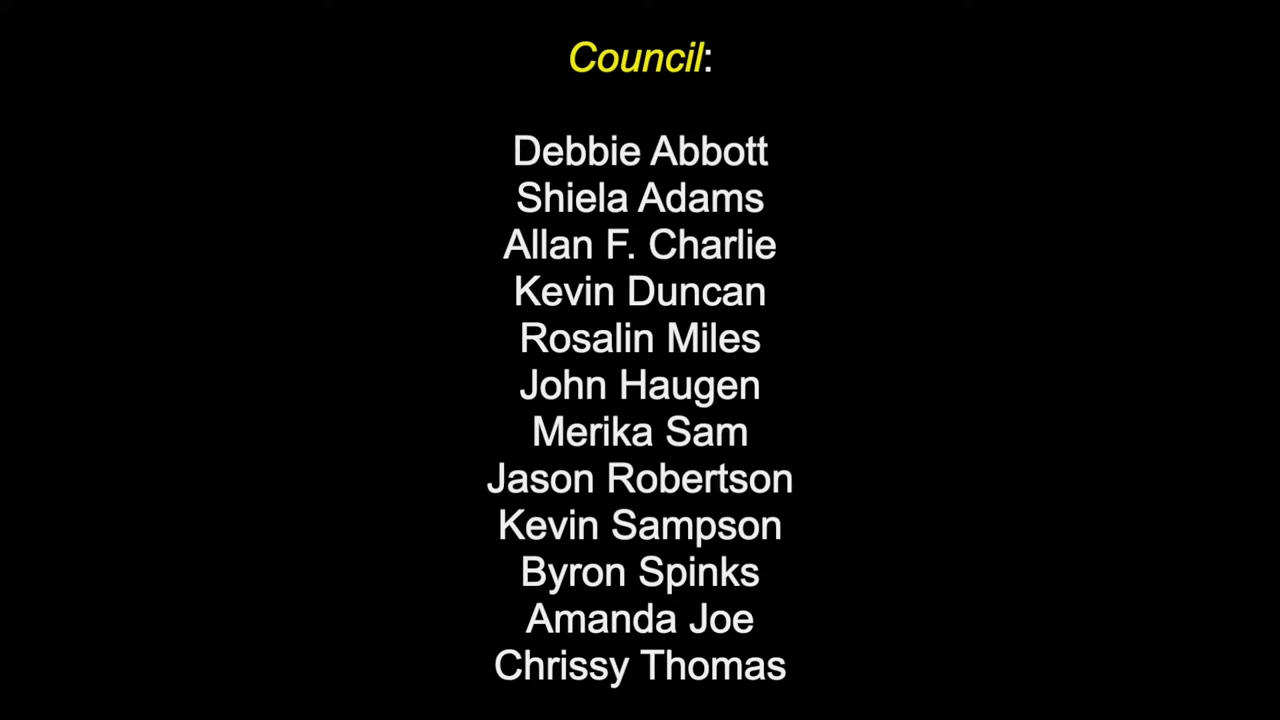 Council:
Debbie Abbott
Shiela Adams
Allan F. Charlie
Kevin Duncan
Rosalin Miles
John Haugen
Merika Sam
Jason Robertson
Kevin Sampson
Byron Spinks
Amanda Joe
Chrissy Thomas